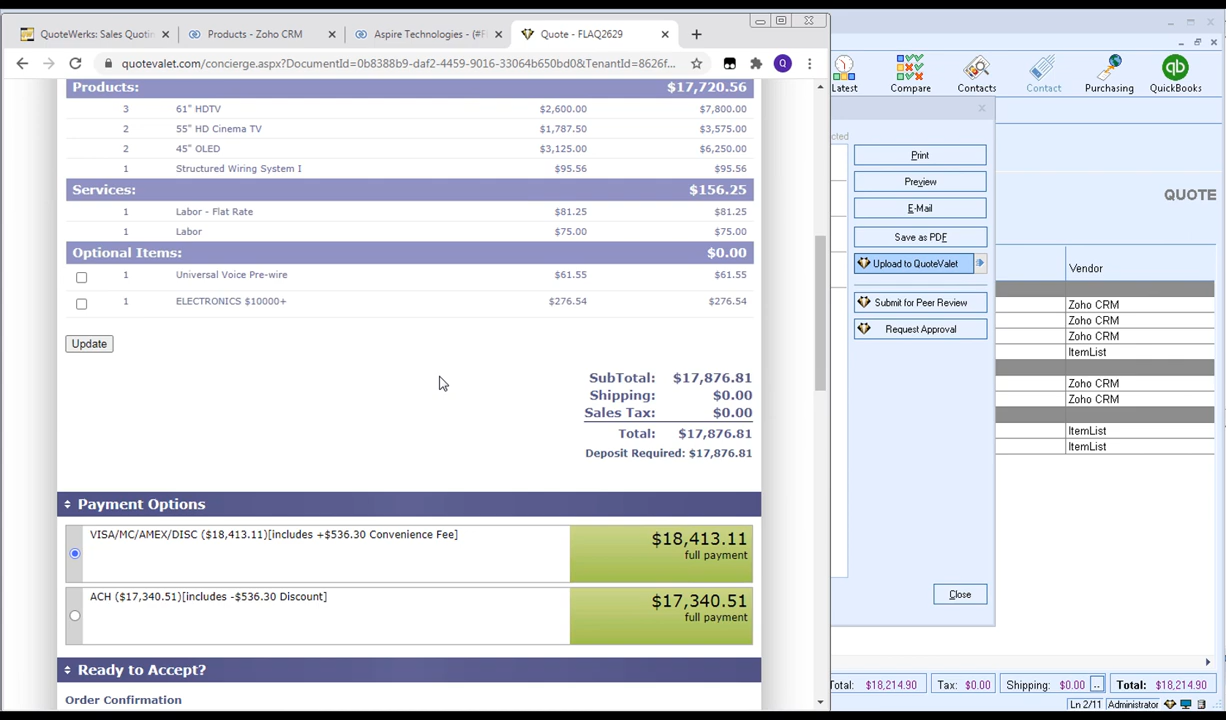 QuoteWerks: Sales Quotin
Products - Zoho CRM
Aspire Technologies - (#Fl
Quote - FLAQ2629
quotevalet.com/concierge.aspx?DocumentId=0b8388b9-daf2-4459-9016-33064b650bd0&TenantId=8626f...
Q
Latest
Compare
Contacts
Contact
Purchasing
QuickBooks
qb
Products: $17,720.56
3 61" HDTV $2,600.00 $7,800.00
2 55" HD Cinema TV $1,787.50 $3,575.00
2 45" OLED $3,125.00 $6,250.00
1 Structured Wiring System I $95.56 $95.56
Services: $156.25
1 Labor - Flat Rate $81.25 $81.25
1 Labor $75.00 $75.00
Optional Items: $0.00
1 Universal Voice Pre-wire $61.55 $61.55
1 ELECTRONICS $10000+ $276.54 $276.54
Update
SubTotal: $17,876.81
Shipping: $0.00
Sales Tax: $0.00
Total: $17,876.81
Deposit Required: $17,876.81
Payment Options
VISA/MC/AMEX/DISC ($18,413.11)[includes +$536.30 Convenience Fee]
$18,413.11
full payment
ACH ($17,340.51)[includes -$536.30 Discount]
$17,340.51
full payment
Ready to Accept?
Order Confirmation
ected
Print
Preview
E-Mail
Save as PDF
Upload to QuoteValet
Submit for Peer Review
Request Approval
Close
QUOTE
Vendor
Zoho CRM
Zoho CRM
Zoho CRM
ItemList
Zoho CRM
Zoho CRM
ItemList
ItemList
Total: $18,214.90
Tax: $0.00
Shipping: $0.00
..
Total: $18,214.90
Ln 2/11
Administrator